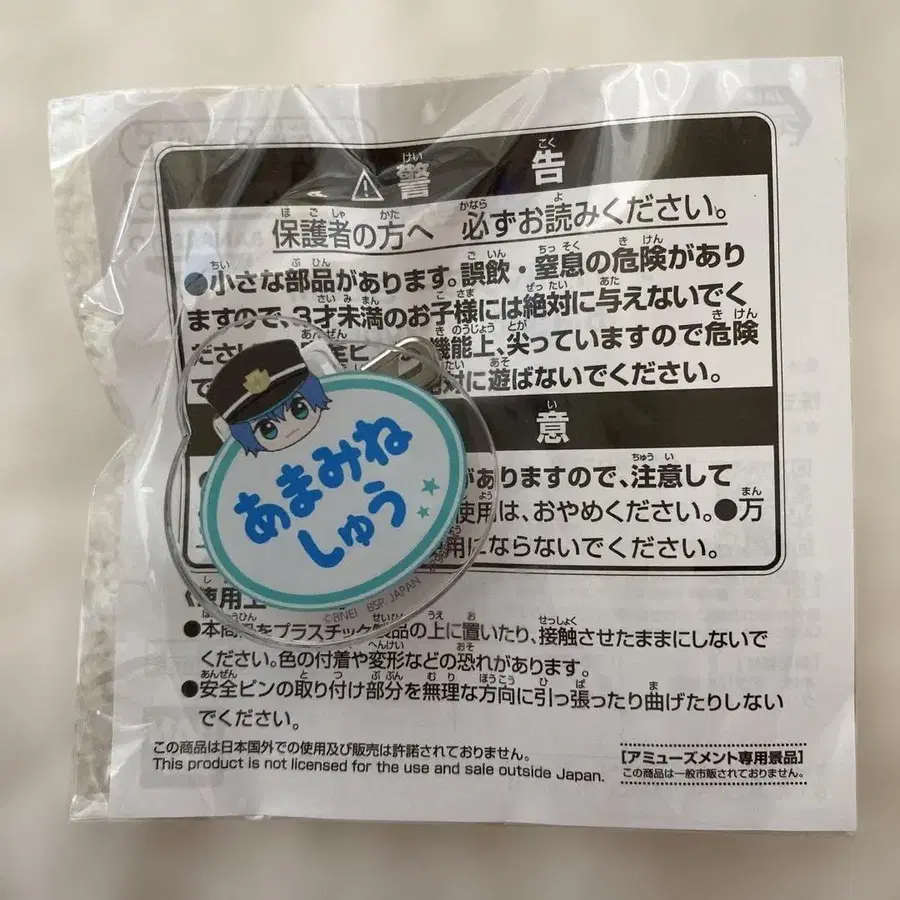 ⚠警告
保護者の方へ 必ずお読みください。
●小さな部品があります。誤飲・窒息の危険があり
ますので、3才未満のお子様には絶対に与えないでく
ださい 機能上、尖っていますので危険
で 対に遊ばないでください。
意
がありますので、注意して
使用は、おやめください。●万
用にならないでください。
あまみね
しゅう
©BNEI BSP. JAPAN
《使用上
●本商品をプラスチック製品の上に置いたり、接触させたままにしないで
ください。色の付着や変形などの恐れがあります。
●安全ピンの取り付け部分を無理な方向に引っ張ったり曲げたりしない
でください。
この商品は日本国外での使用及び販売は許諾されておりません。
This product is not licensed for the use and sale outside Japan.
[アミューズメント専用景品]
この商品は一般市販されておりません。